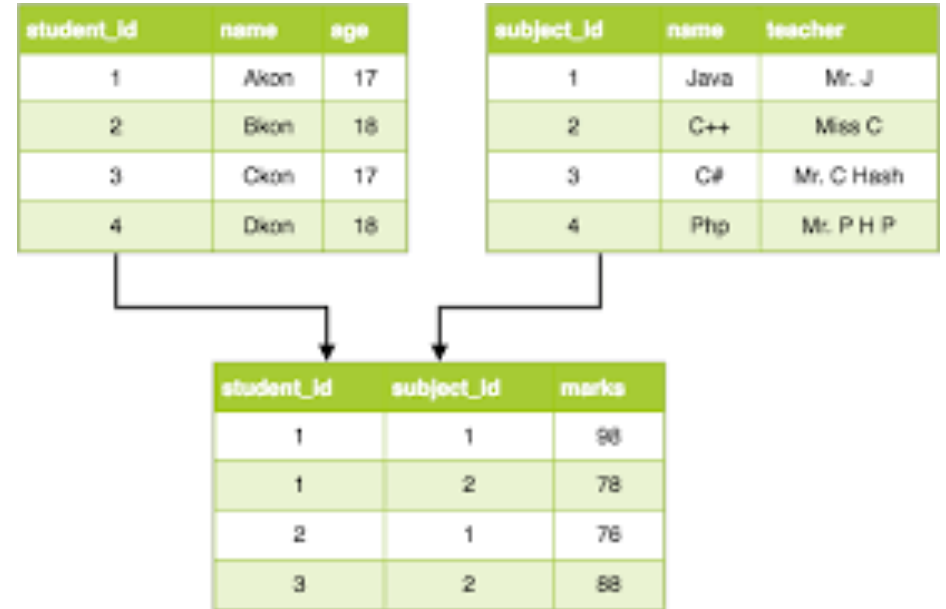 student_id name age
1 Akon 17
2 Bkon 18
3 Ckon 17
4 Dkon 18
subject_id name teacher
1 Java Mr. J
2 C++ Miss C
3 C# Mr. C Hash
4 Php Mr. P H P
student_id subject_id marks
1 1 98
1 2 78
2 1 76
3 2 88